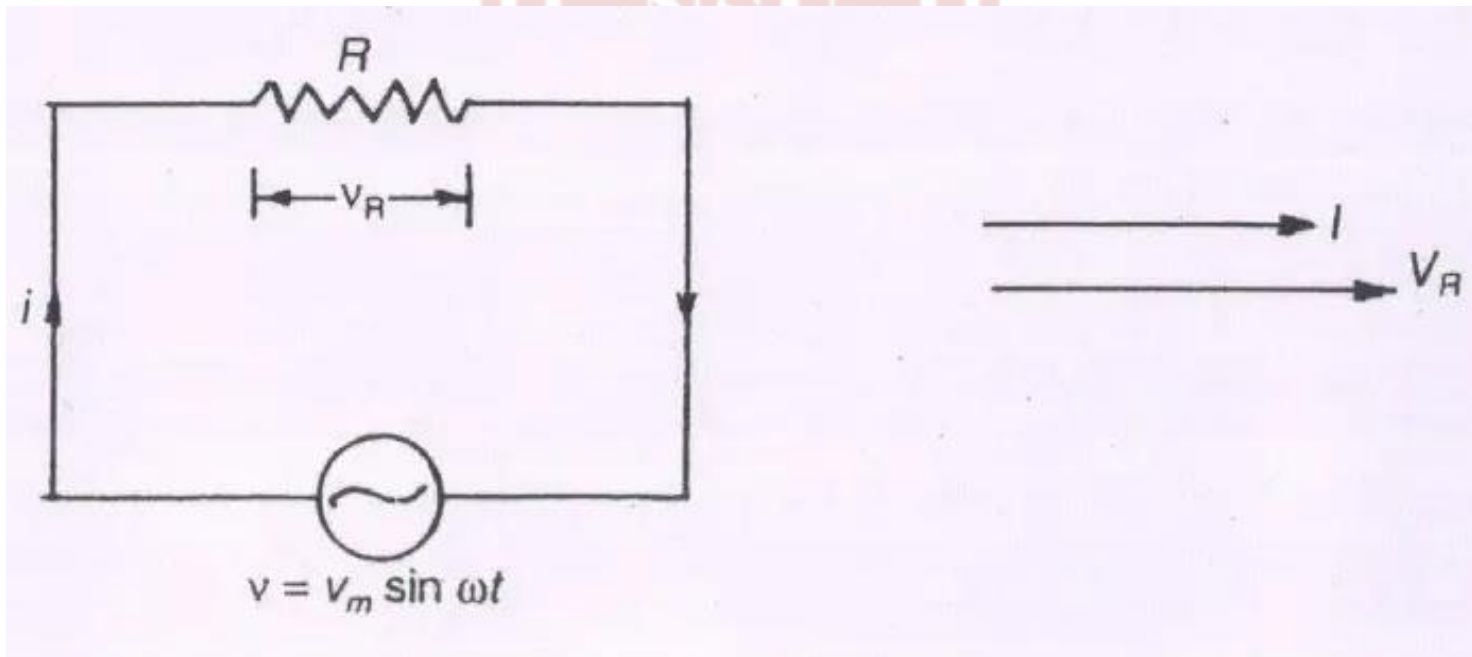 R
v_R
i
I
V_R
v = v_m sin ωt